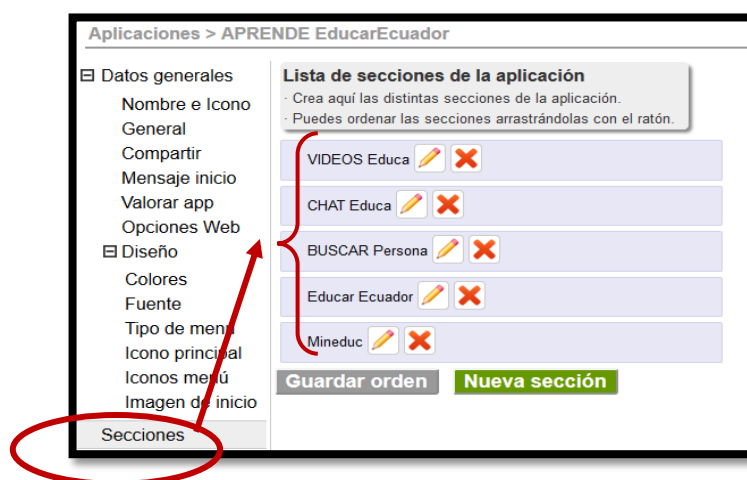 Aplicaciones > APRENDE EducarEcuador
Datos generales
Nombre e Icono
General
Compartir
Mensaje inicio
Valorar app
Opciones Web
Diseño
Colores
Fuente
Tipo de menú
Icono principal
Iconos menú
Imagen de inicio
Secciones
Lista de secciones de la aplicación
· Crea aquí las distintas secciones de la aplicación.
· Puedes ordenar las secciones arrastrándolas con el ratón.
VIDEOS Educa
CHAT Educa
BUSCAR Persona
Educar Ecuador
Mineduc
Guardar orden
Nueva sección